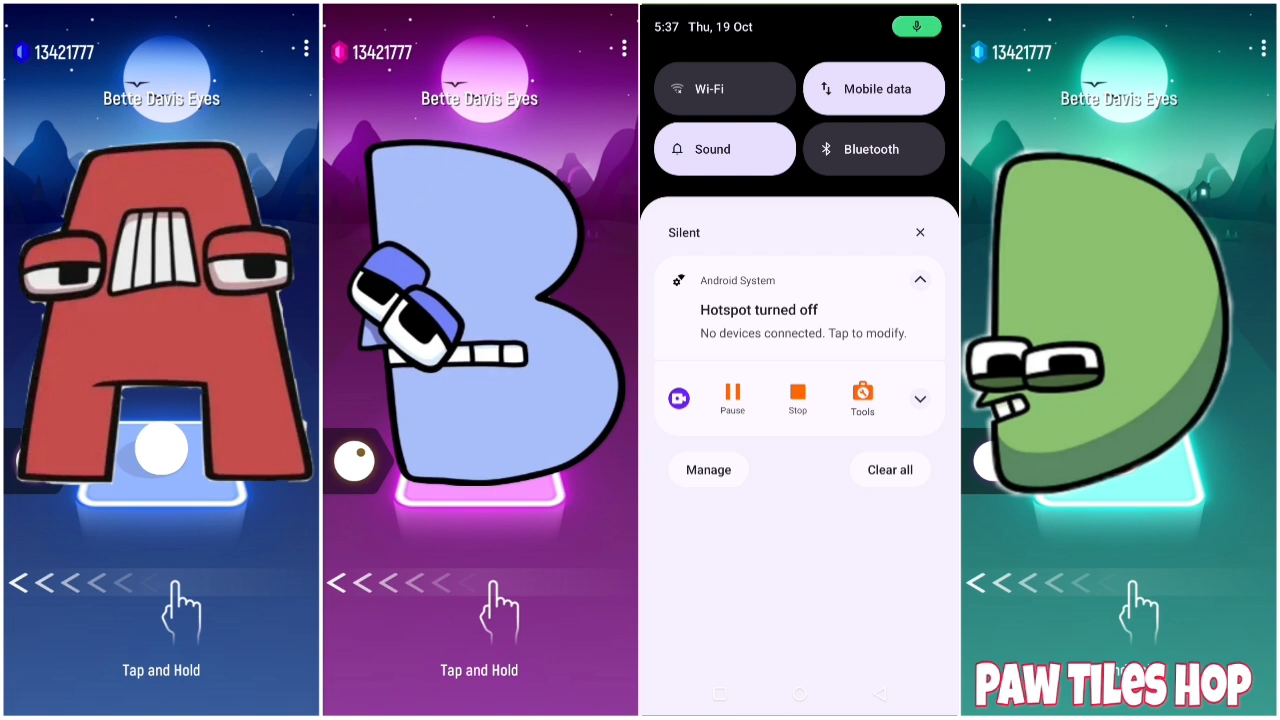 13421777
Bette Davis Eyes
Tap and Hold
13421777
Bette Davis Eyes
Tap and Hold
5:37 Thu, 19 Oct
Wi-Fi
Mobile data
Sound
Bluetooth
Silent
Android System
Hotspot turned off
No devices connected. Tap to modify.
Pause
Stop
Tools
Manage
Clear all
13421777
Bette Davis Eyes
PAW TILES HOP